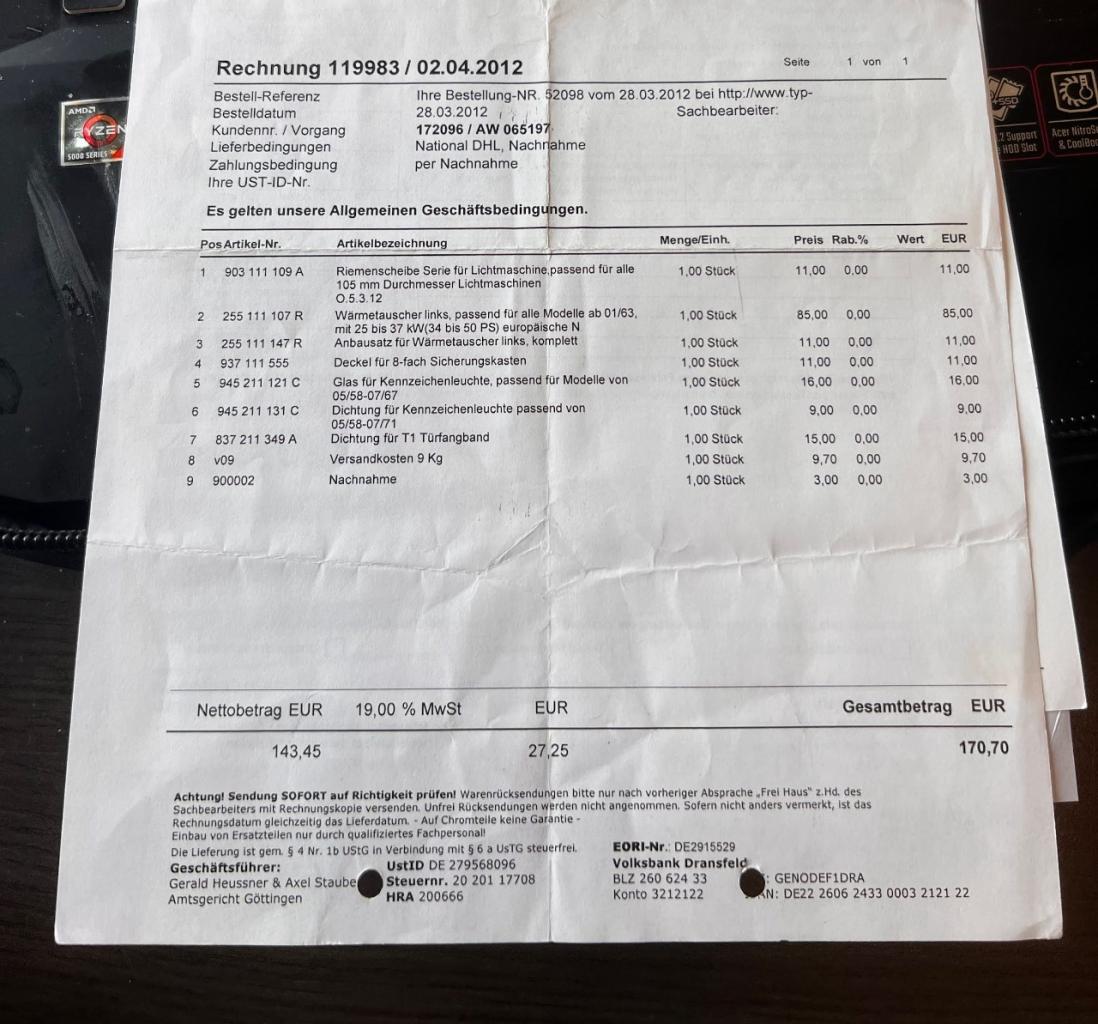 Rechnung 119983 / 02.04.2012
Seite 1 von 1
Bestell-Referenz Ihre Bestellung-NR. 52098 vom 28.03.2012 bei http://www.typ-
Bestelldatum 28.03.2012 Sachbearbeiter:
Kundennr. / Vorgang 172096 / AW 065197
Lieferbedingungen National DHL, Nachnahme
Zahlungsbedingung per Nachnahme
Ihre UST-ID-Nr.
Es gelten unsere Allgemeinen Geschäftsbedingungen.
Pos Artikel-Nr. Artikelbezeichnung Menge/Einh. Preis Rab.% Wert EUR
1 903 111 109 A Riemenscheibe Serie für Lichtmaschine,passend für alle 1,00 Stück 11,00 0,00 11,00
105 mm Durchmesser Lichtmaschinen
O.5.3.12
2 255 111 107 R Wärmetauscher links, passend für alle Modelle ab 01/63, 1,00 Stück 85,00 0,00 85,00
mit 25 bis 37 kW(34 bis 50 PS) europäische N
3 255 111 147 R Anbausatz für Wärmetauscher links, komplett 1,00 Stück 11,00 0,00 11,00
4 937 111 555 Deckel für 8-fach Sicherungskasten 1,00 Stück 11,00 0,00 11,00
5 945 211 121 C Glas für Kennzeichenleuchte, passend für Modelle von 1,00 Stück 16,00 0,00 16,00
05/58-07/67
6 945 211 131 C Dichtung für Kennzeichenleuchte passend von 1,00 Stück 9,00 0,00 9,00
05/58-07/71
7 837 211 349 A Dichtung für T1 Türfangband 1,00 Stück 15,00 0,00 15,00
8 v09 Versandkosten 9 Kg 1,00 Stück 9,70 0,00 9,70
9 900002 Nachnahme 1,00 Stück 3,00 0,00 3,00
Nettobetrag EUR 19,00 % MwSt EUR Gesamtbetrag EUR
143,45 27,25 170,70
Achtung! Sendung SOFORT auf Richtigkeit prüfen! Warenrücksendungen bitte nur nach vorheriger Absprache „Frei Haus" z.Hd. des
Sachbearbeiters mit Rechnungskopie versenden. Unfrei Rücksendungen werden nicht angenommen. Sofern nicht anders vermerkt, ist das
Rechnungsdatum gleichzeitig das Lieferdatum. - Auf Chromteile keine Garantie -
Einbau von Ersatzteilen nur durch qualifiziertes Fachpersonal!
Die Lieferung ist gem. § 4 Nr. 1b UStG in Verbindung mit § 6 a UsTG steuerfrei.
Geschäftsführer:
Gerald Heussner & Axel Staube
Amtsgericht Göttingen
UstID DE 279568096
Steuernr. 20 201 17708
HRA 200666
EORI-Nr.: DE2915529
Volksbank Dransfeld
BLZ 260 624 33 : GENODEF1DRA
Konto 3212122 N: DE22 2606 2433 0003 2121 22
AMD
RYZEN
5000 SERIES
SSD
.2 Support
HDD Slot
Acer Nitro
& CoolBo